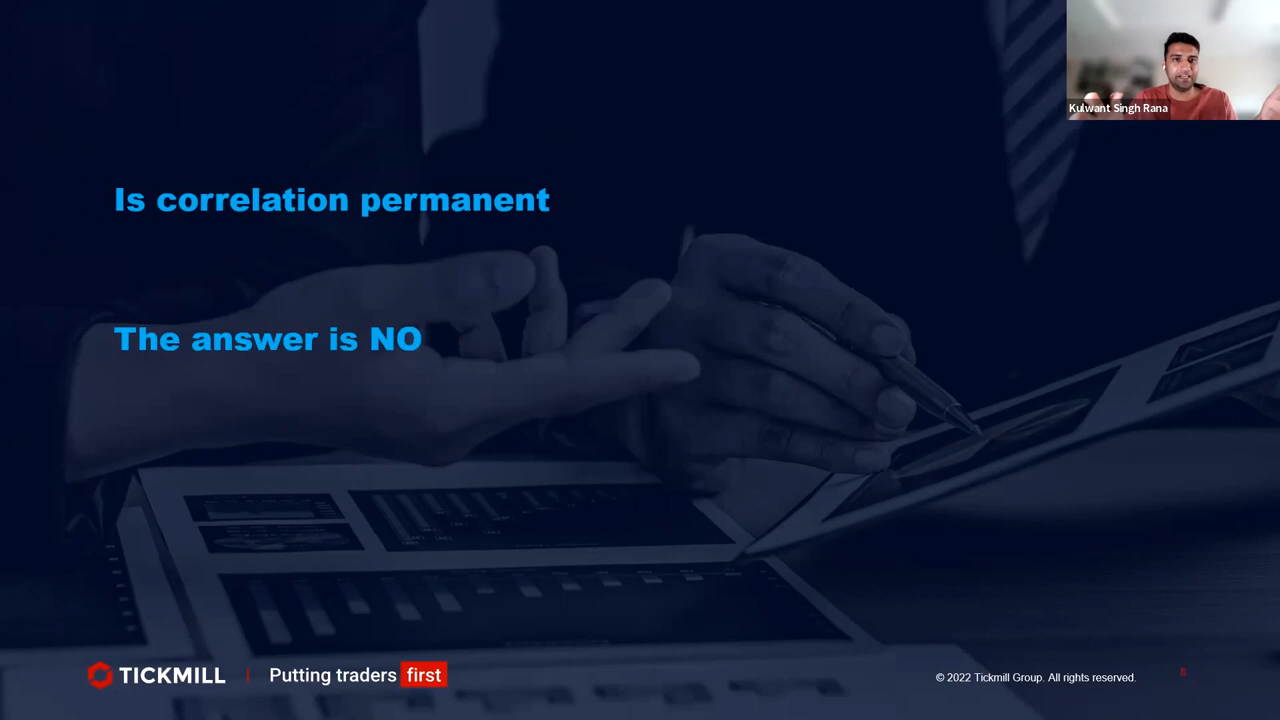 Kulwant Singh Rana
Is correlation permanent
The answer is NO
TICKMILL | Putting traders first
© 2022 Tickmill Group. All rights reserved.
8